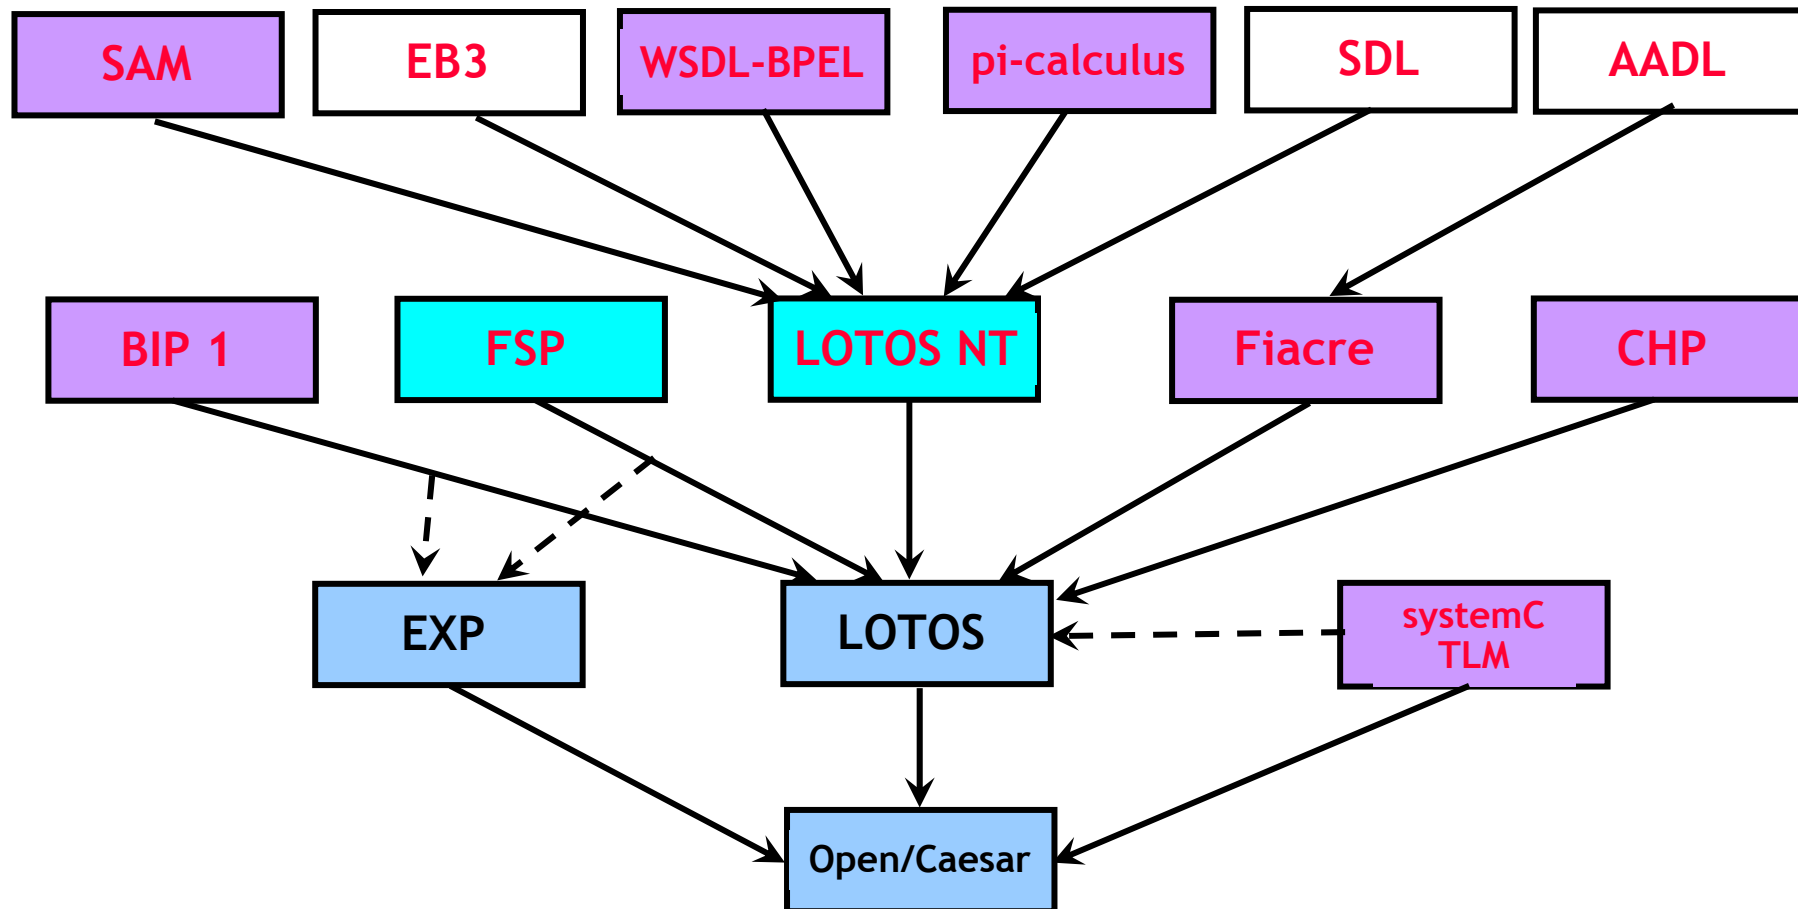 SAM
EB3
WSDL-BPEL
pi-calculus
SDL
AADL
BIP 1
FSP
LOTOS NT
Fiacre
CHP
EXP
LOTOS
systemC
TLM
Open/Caesar